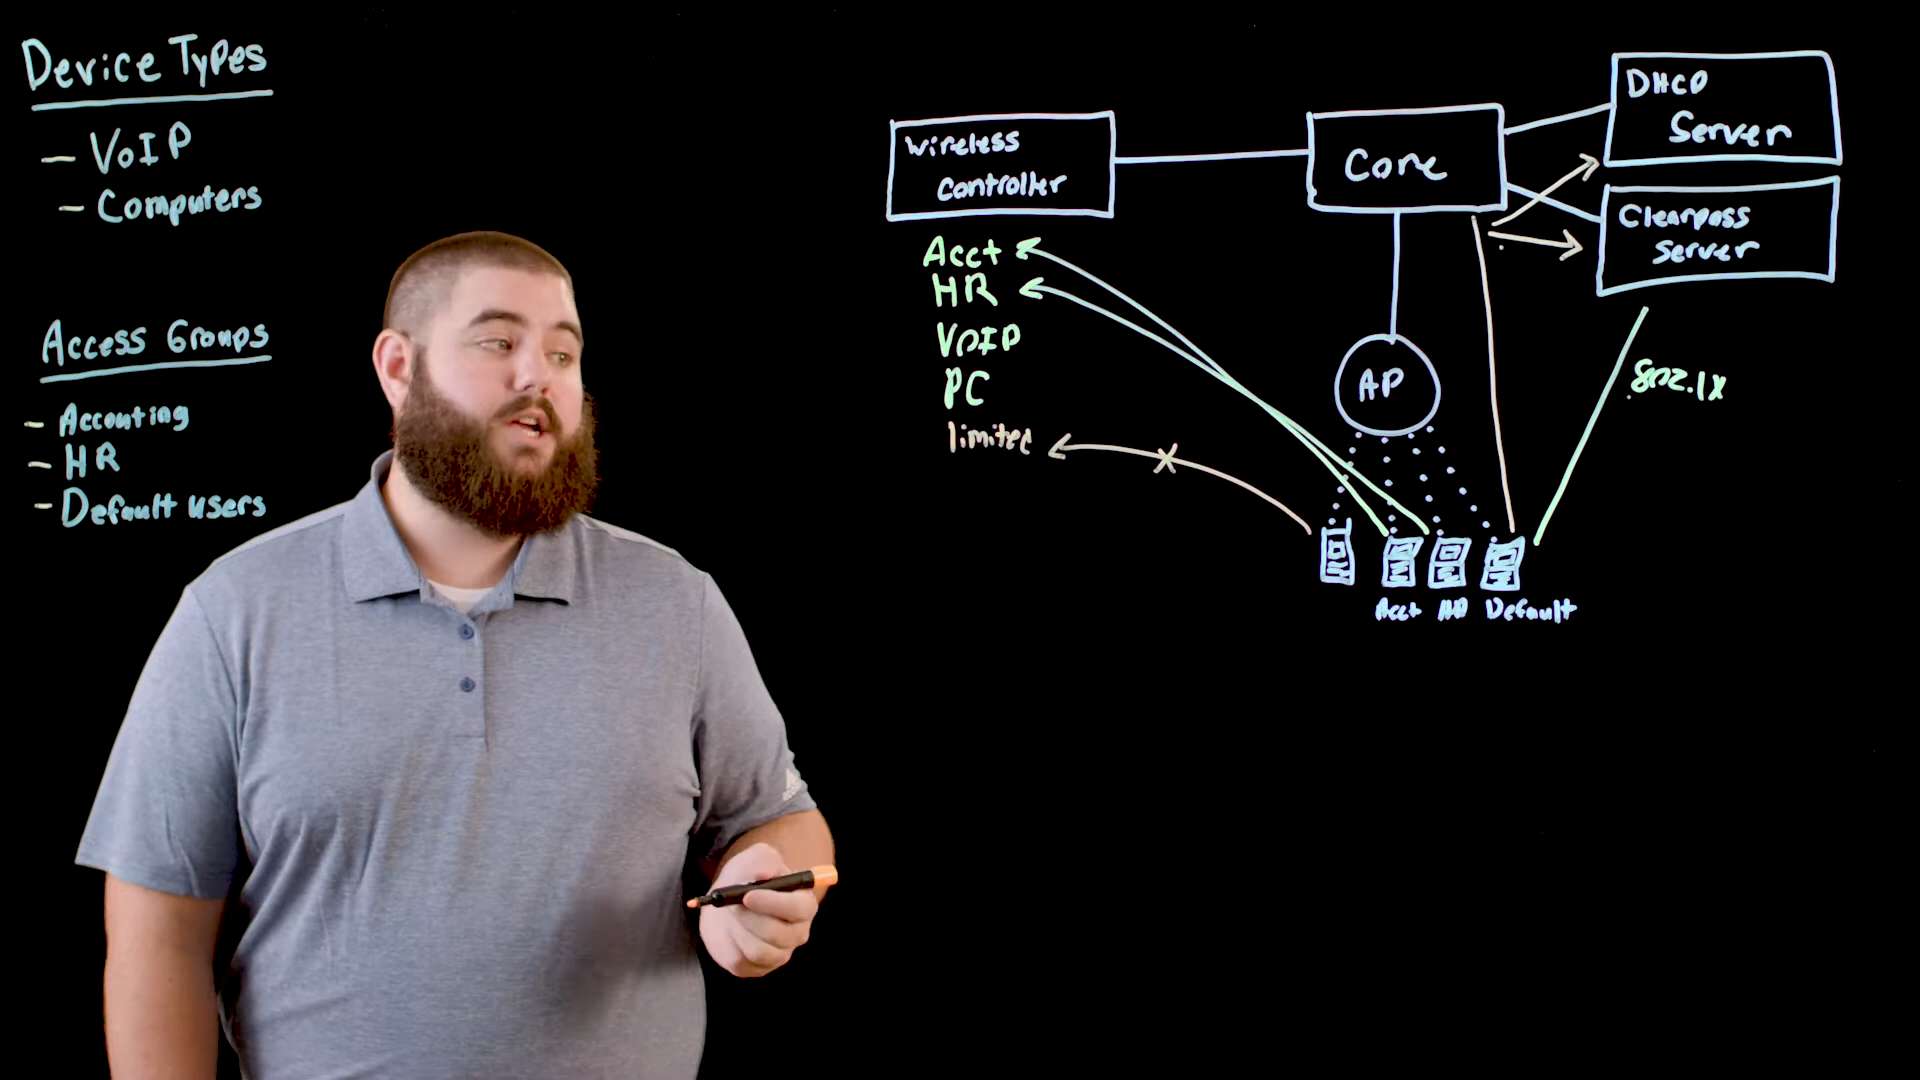 Device Types
- VoIP
- Computers
Access Groups
- Accounting
- HR
- Default users
Wireless
Controller
Core
DHCP
Server
Clearpass
Server
Acct
HR
VOIP
PC
limited
AP
802.1X
Acct HR Default